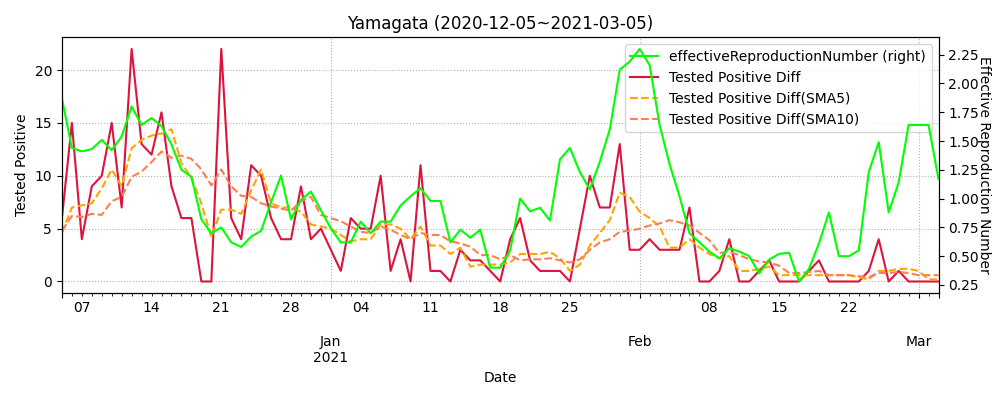 Yamagata (2020-12-05~2021-03-05)
effectiveReproductionNumber (right)
Tested Positive Diff
Tested Positive Diff(SMA5)
Tested Positive Diff(SMA10)
Tested Positive
20
15
10
5
0
2.25
2.00
1.75
1.50
1.25
1.00
0.75
0.50
0.25
Effective Reproduction Number
07 14 21 28 04 11 18 25 08 15 22
Jan Feb Mar
2021
Date